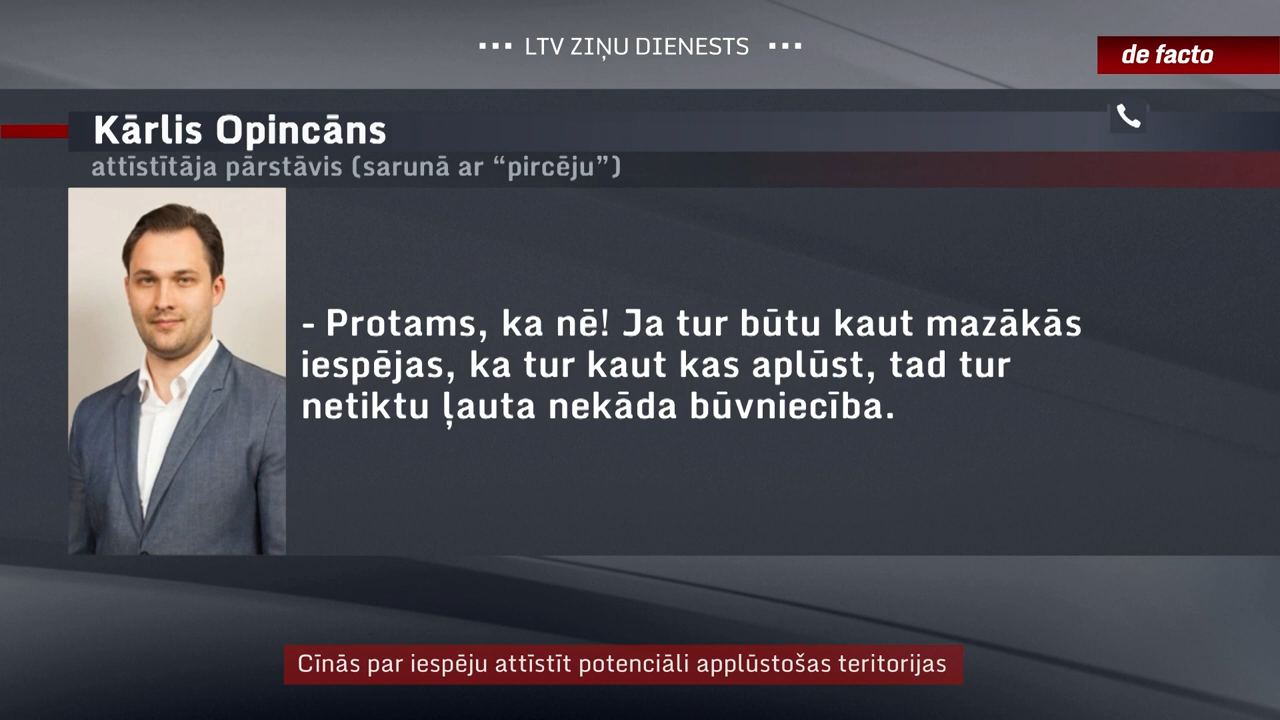 LTV ZIŅU DIENESTS
de facto
Kārlis Opincāns
attīstītāja pārstāvis (sarunā ar “pircēju”)
- Protams, ka nē! Ja tur būtu kaut mazākās
iespējas, ka tur kaut kas aplūst, tad tur
netiktu ļauta nekāda būvniecība.
Cīnās par iespēju attīstīt potenciāli applūstošas teritorijas